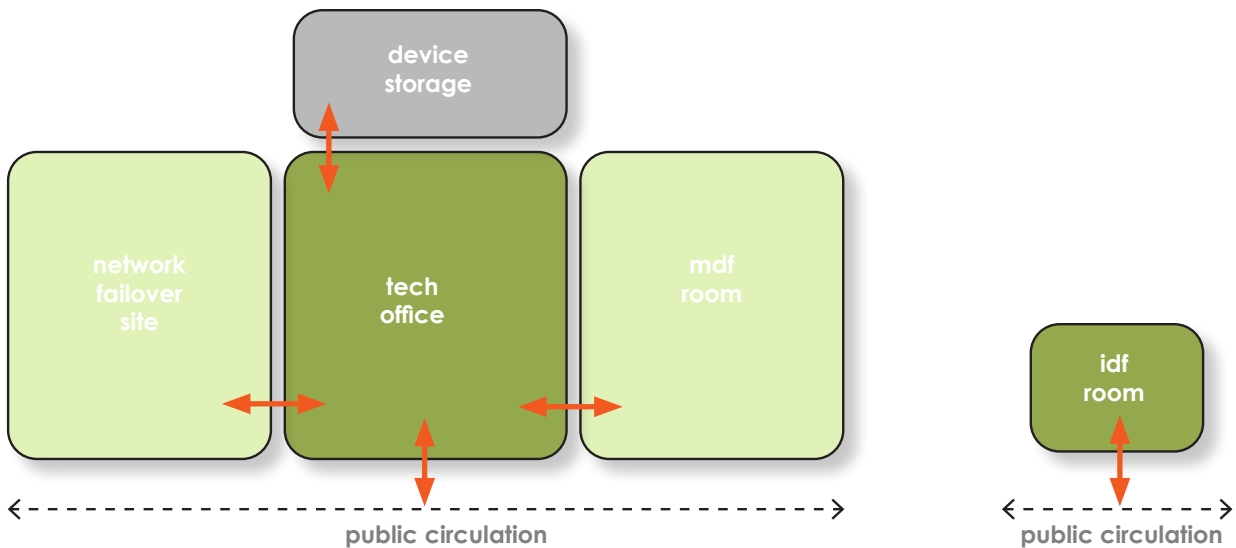 device
storage
network
failover
site
tech
office
mdf
room
idf
room
public circulation
public circulation